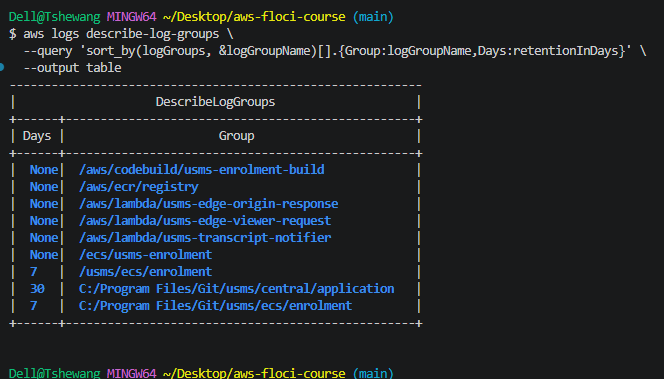 Dell@Tshewang MINGW64 ~/Desktop/aws-floci-course (main)
$ aws logs describe-log-groups \
  --query 'sort_by(logGroups, &logGroupName)[].{Group:logGroupName,Days:retentionInDays}' \
  --output table
-----------------------------------------------------
|                  DescribeLogGroups                  |
+------+----------------------------------------------+
| Days |                    Group                     |
+------+----------------------------------------------+
|  None|  /aws/codebuild/usms-enrolment-build         |
|  None|  /aws/ecr/registry                           |
|  None|  /aws/lambda/usms-edge-origin-response       |
|  None|  /aws/lambda/usms-edge-viewer-request        |
|  None|  /aws/lambda/usms-transcript-notifier        |
|  None|  /ecs/usms-enrolment                         |
|  7   |  /usms/ecs/enrolment                         |
|  30  |  C:/Program Files/Git/usms/central/application  |
|  7   |  C:/Program Files/Git/usms/ecs/enrolment     |
+------+----------------------------------------------+
Dell@Tshewang MINGW64 ~/Desktop/aws-floci-course (main)